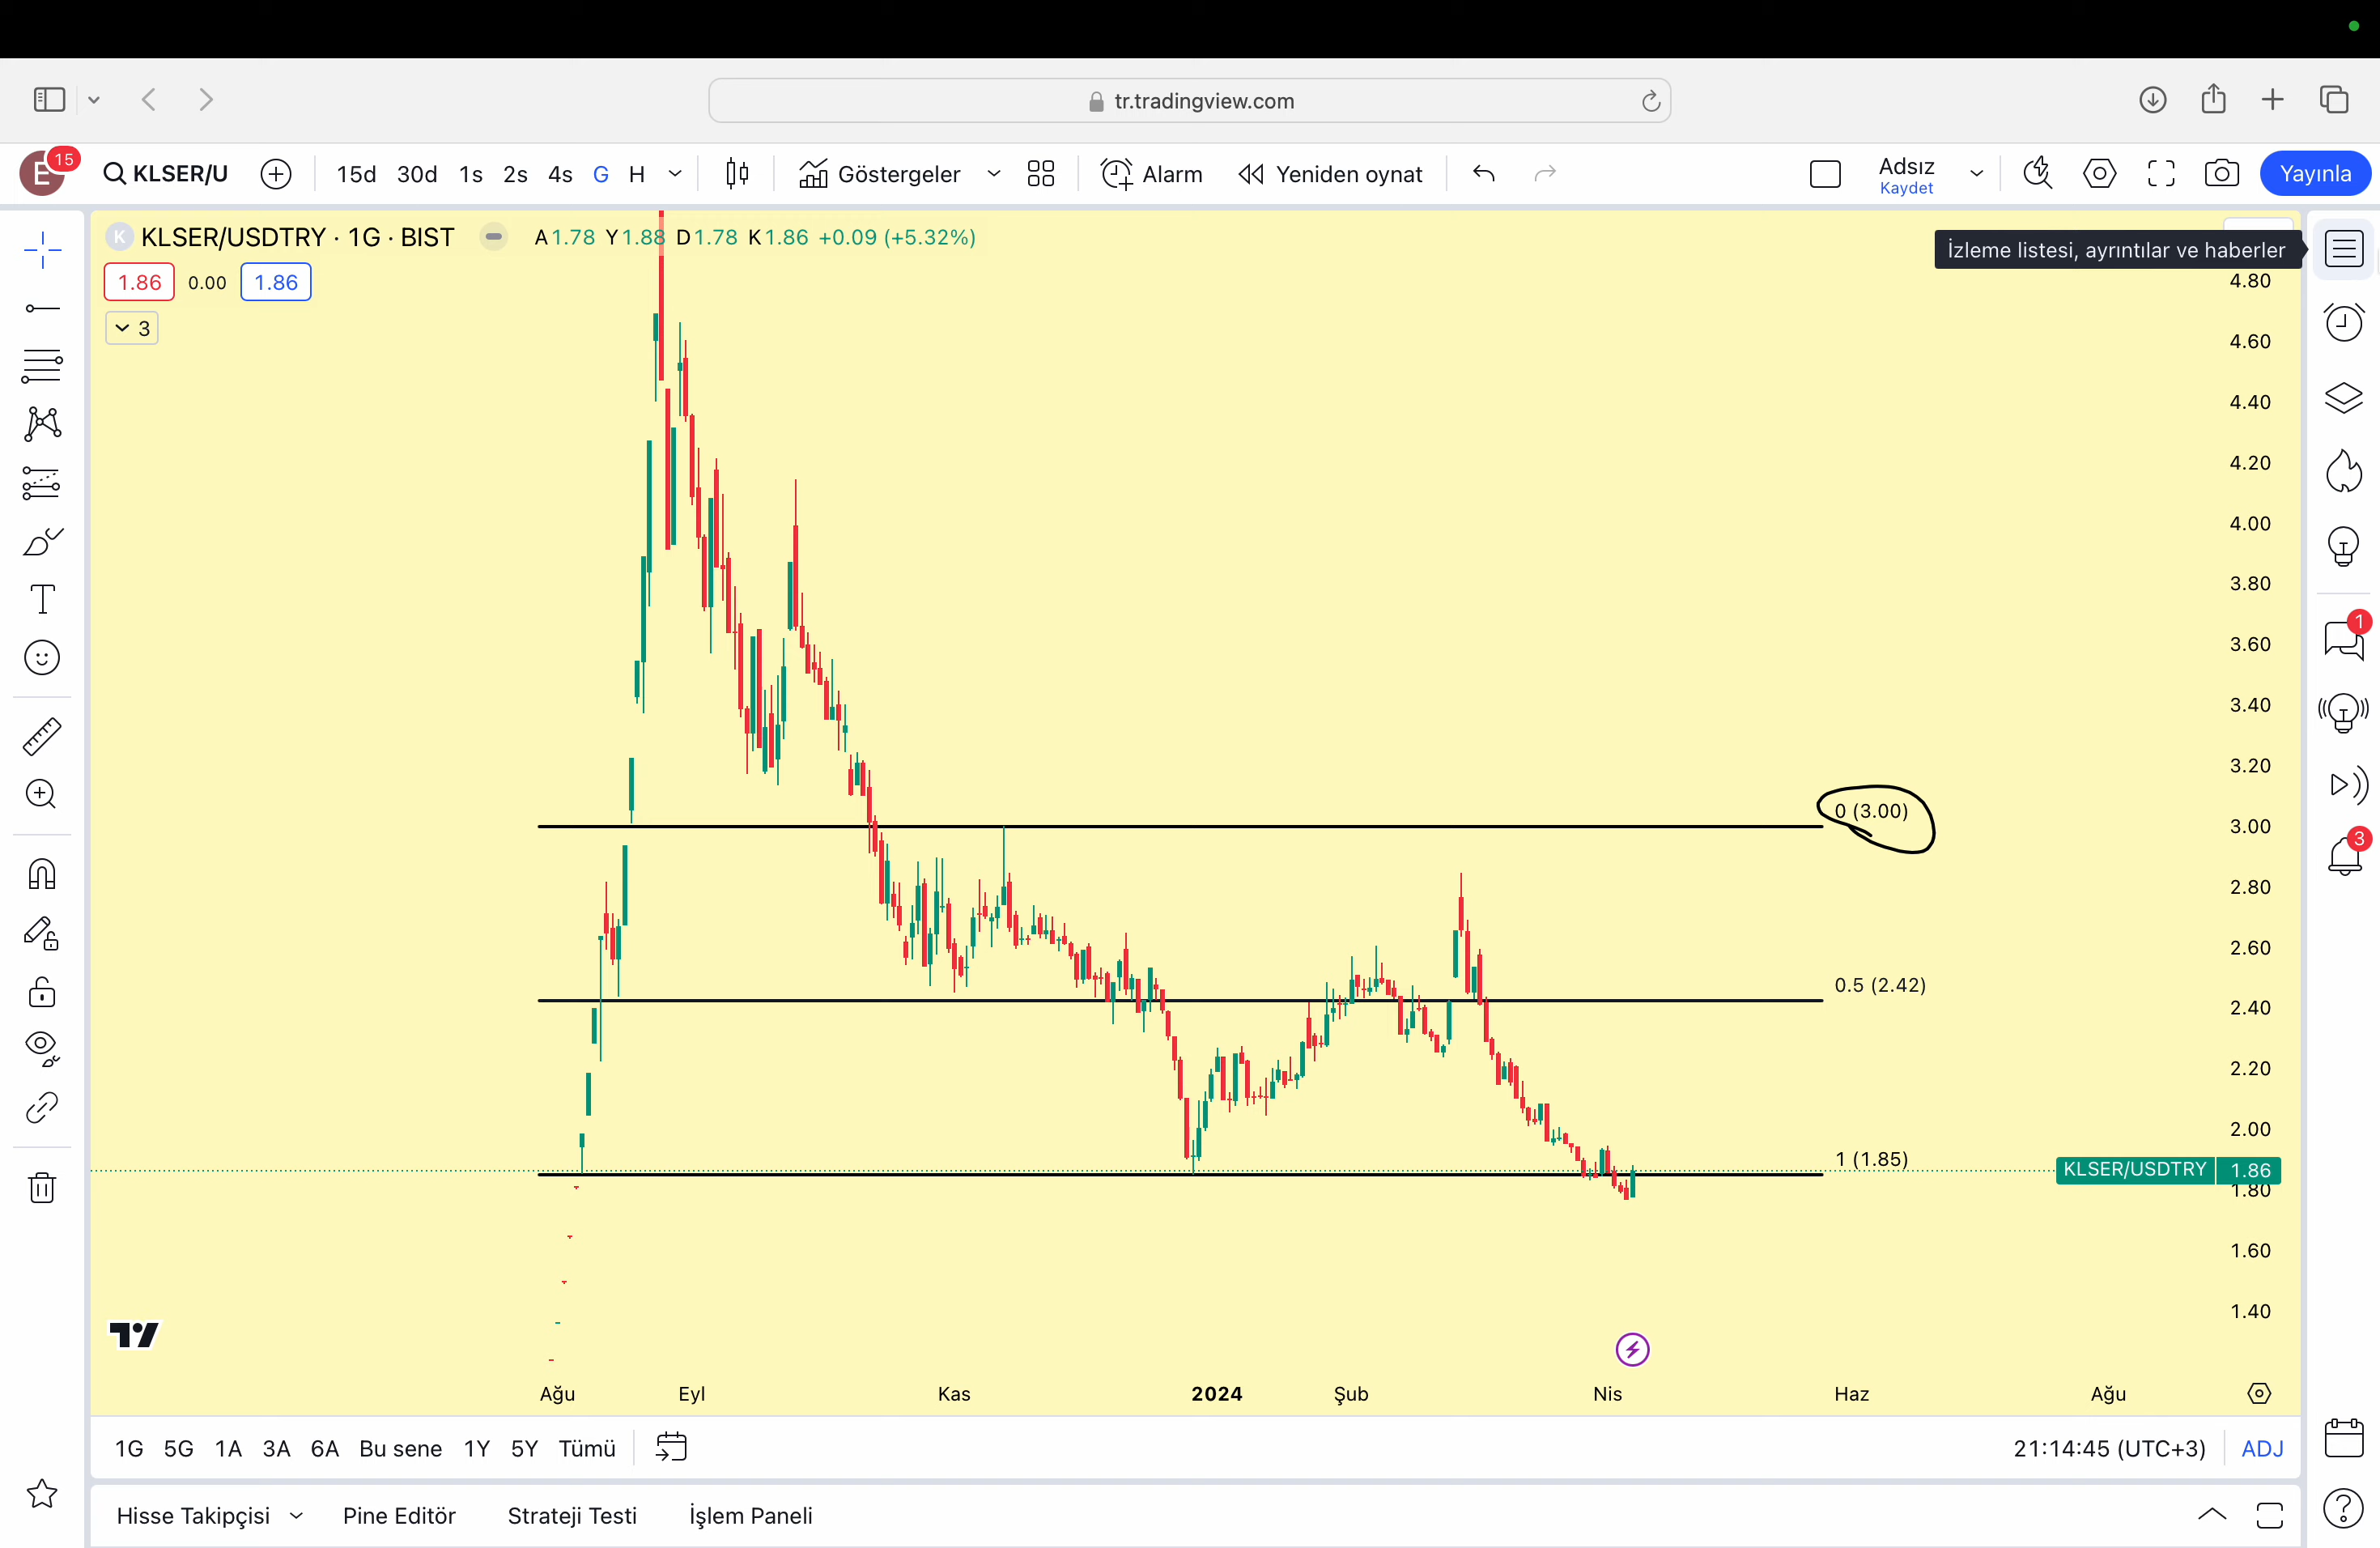 tr.tradingview.com
E 15 KLSER/U 15d 30d 1s 2s 4s G H Göstergeler Alarm Yeniden oynat Adsız Yayınla
Kaydet
K KLSER/USDTRY · 1G · BIST A1.78 Y1.88 D1.78 K1.86 +0.09 (+5.32%)
İzleme listesi, ayrıntılar ve haberler
1.86 0.00 1.86
3
4.80
4.60
4.40
4.20
4.00
3.80
3.60
1
3.40
3.20
0 (3.00)
3.00
3
2.80
2.60
0.5 (2.42)
2.40
2.20
2.00
1 (1.85)
KLSER/USDTRY 1.86
1.80
1.60
1.40
Ağu Eyl Kas 2024 Şub Nis Haz Ağu
1G 5G 1A 3A 6A Bu sene 1Y 5Y Tümü 21:14:45 (UTC+3) ADJ
Hisse Takipçisi Pine Editör Strateji Testi İşlem Paneli